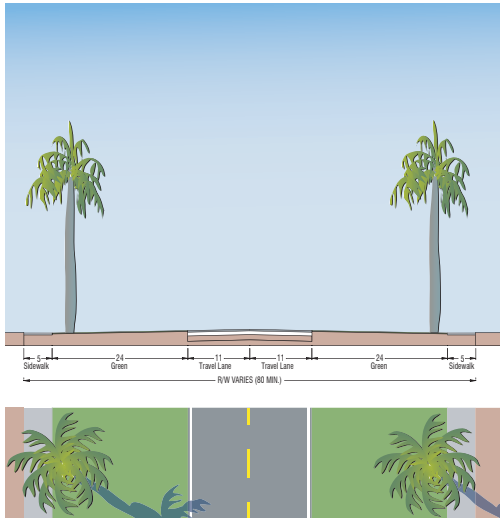 5 24 11 11 24 5
Sidewalk Green Travel Lane Travel Lane Green Sidewalk
R/W VARIES (80 MIN.)